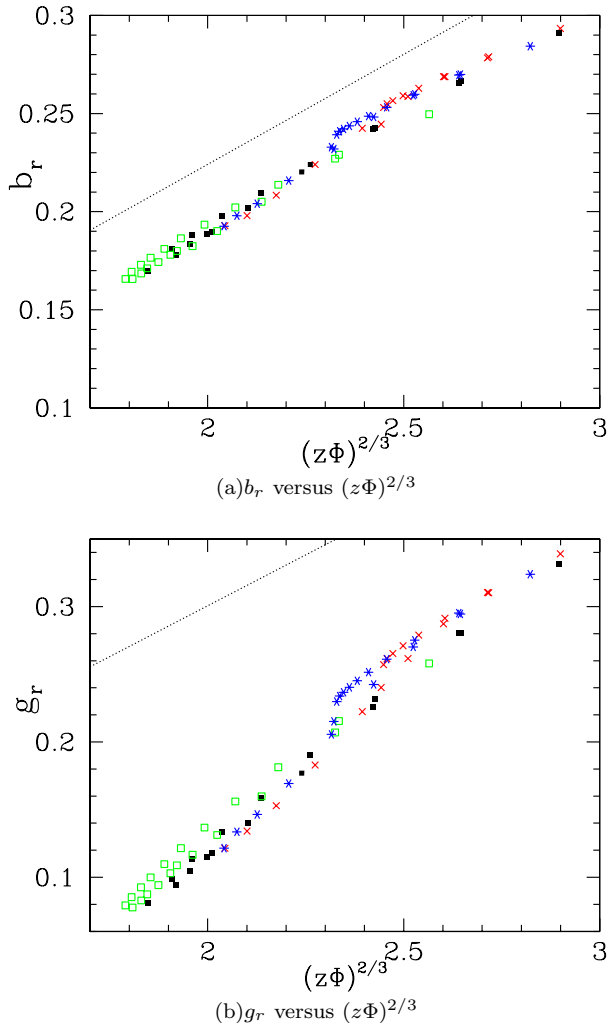 0.3
0.25
0.2
0.15
0.1
b_r
2 2.5 3
(zΦ)^{2/3}
(a)b_r versus (zΦ)^{2/3}
0.3
0.2
0.1
g_r
2 2.5 3
(zΦ)^{2/3}
(b)g_r versus (zΦ)^{2/3}